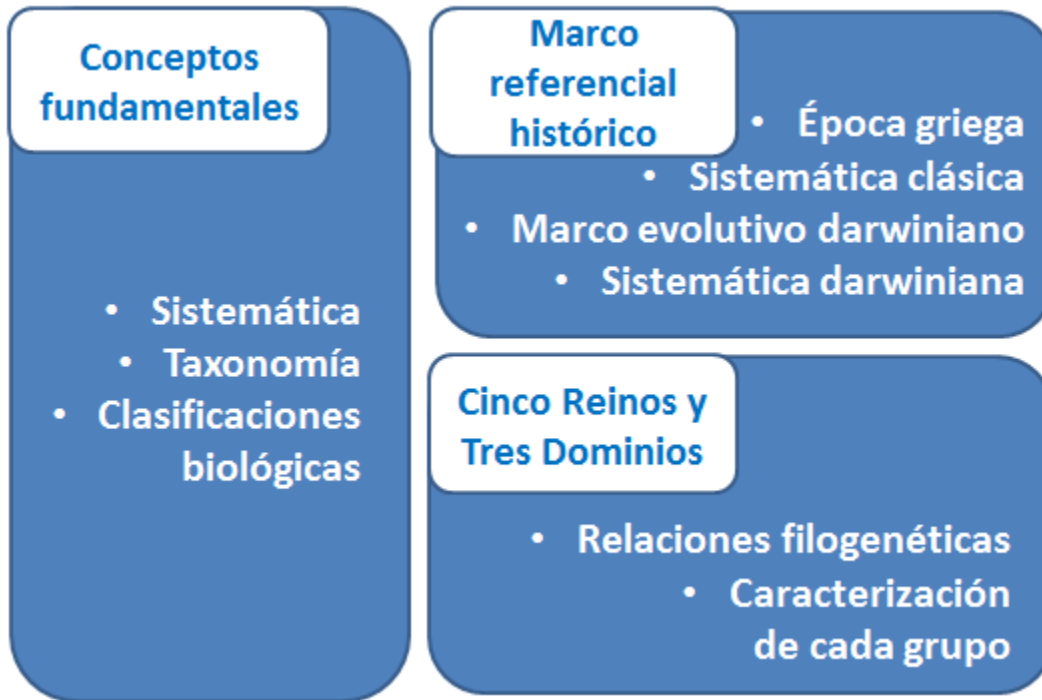 Conceptos
fundamentales
• Sistemática
• Taxonomía
• Clasificaciones
biológicas
Marco
referencial
histórico
• Época griega
• Sistemática clásica
• Marco evolutivo darwiniano
• Sistemática darwiniana
Cinco Reinos y
Tres Dominios
• Relaciones filogenéticas
• Caracterización
de cada grupo